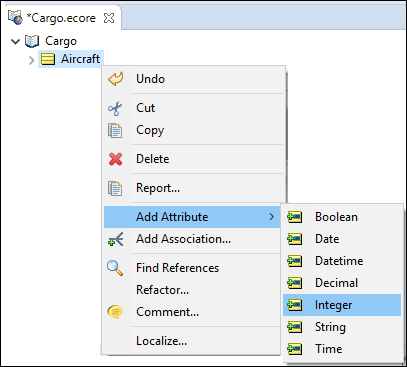 *Cargo.ecore
Cargo
Aircraft
Undo
Cut
Copy
Delete
Report...
Add Attribute
Add Association...
Find References
Refactor...
Comment...
Localize...
Boolean
Date
Datetime
Decimal
Integer
String
Time